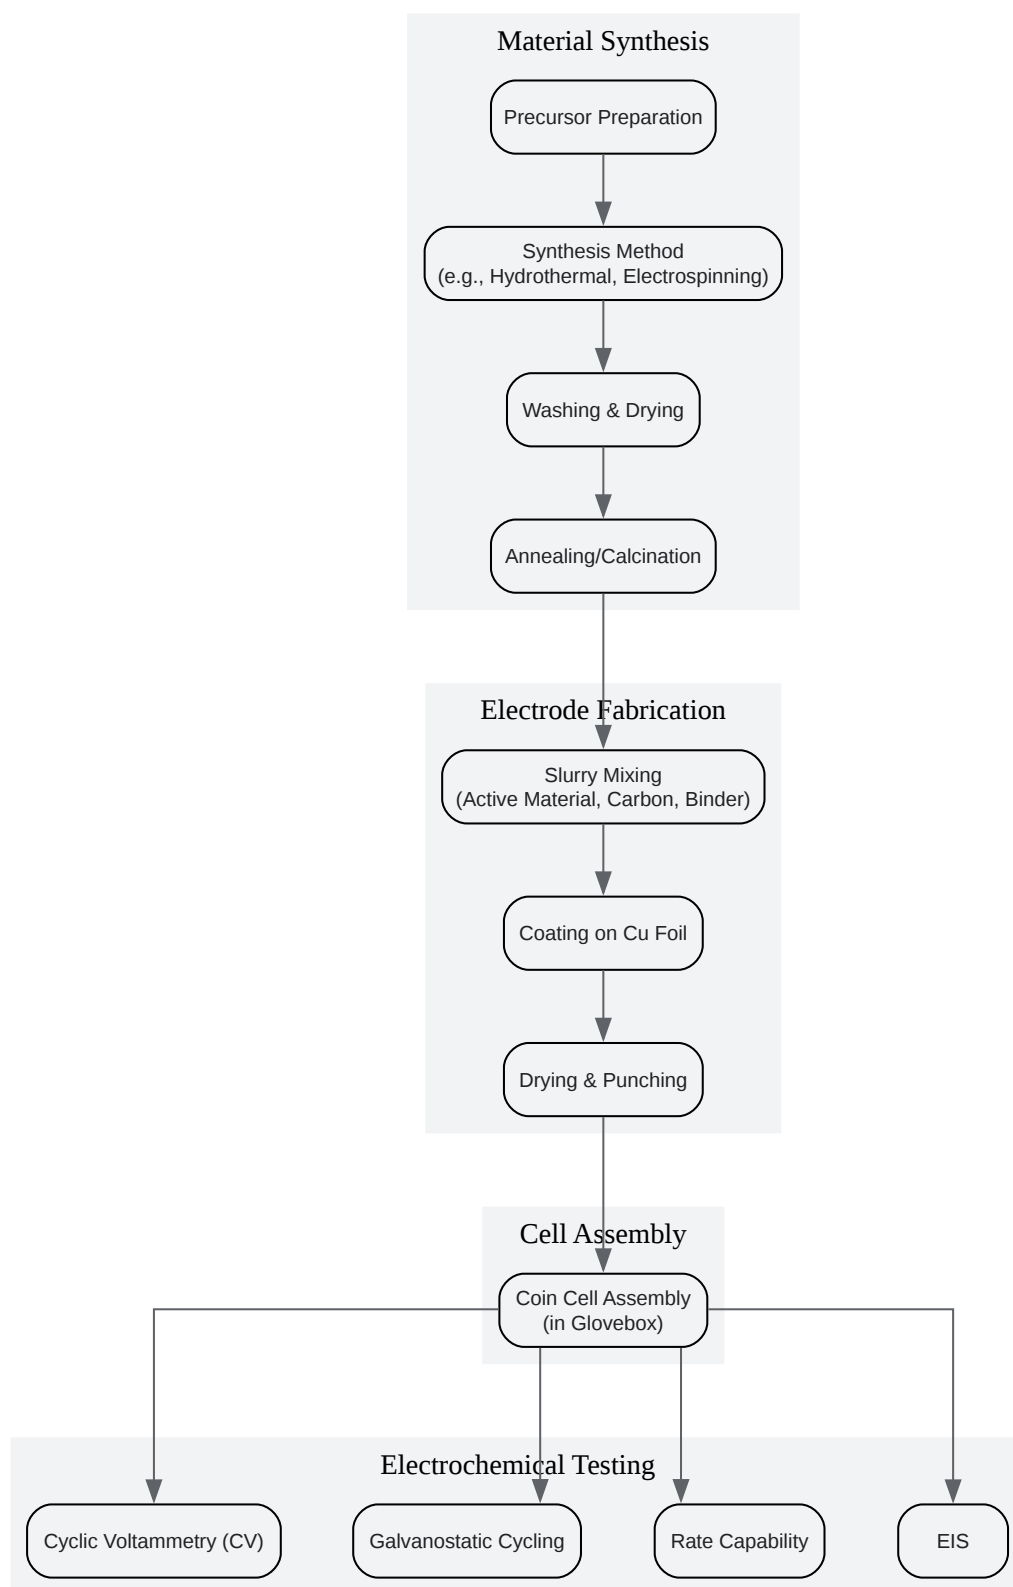 Material Synthesis
Precursor Preparation
Synthesis Method
(e.g., Hydrothermal, Electrospinning)
Washing & Drying
Annealing/Calcination
Electrode Fabrication
Slurry Mixing
(Active Material, Carbon, Binder)
Coating on Cu Foil
Drying & Punching
Cell Assembly
Coin Cell Assembly
(in Glovebox)
Electrochemical Testing
Cyclic Voltammetry (CV)
Galvanostatic Cycling
Rate Capability
EIS